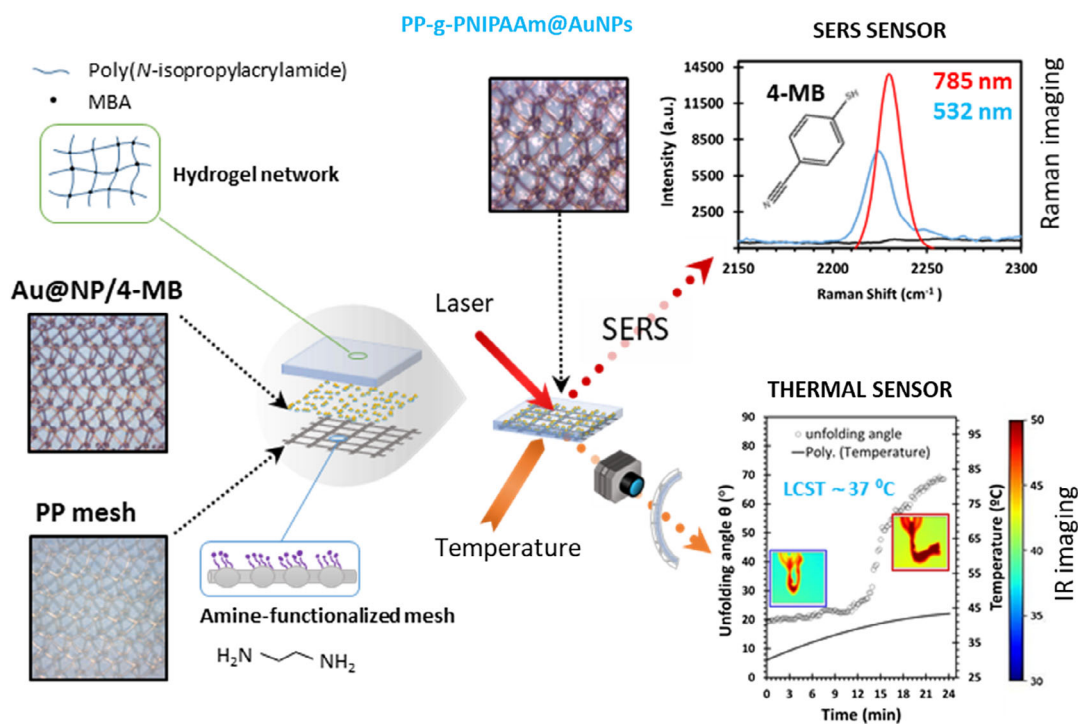 PP-g-PNIPAAm@AuNPs
Poly(N-isopropylacrylamide)
MBA
Hydrogel network
Au@NP/4-MB
PP mesh
Amine-functionalized mesh
H2N
NH2
Laser
Temperature
SERS
SERS SENSOR
14500
11500
8500
5500
2500
Intensity (a.u.)
4-MB
SH
N
785 nm
532 nm
2150
2200
2250
2300
Raman Shift (cm-1)
Raman imaging
THERMAL SENSOR
90
80
70
60
50
40
30
20
10
0
Unfolding angle θ (°)
unfolding angle
Poly. (Temperature)
LCST ~ 37 ⁰C
0
3
6
9
12
15
18
21
24
Time (min)
95
85
75
65
55
45
35
25
Temperature (ºC)
50
45
40
35
30
IR imaging